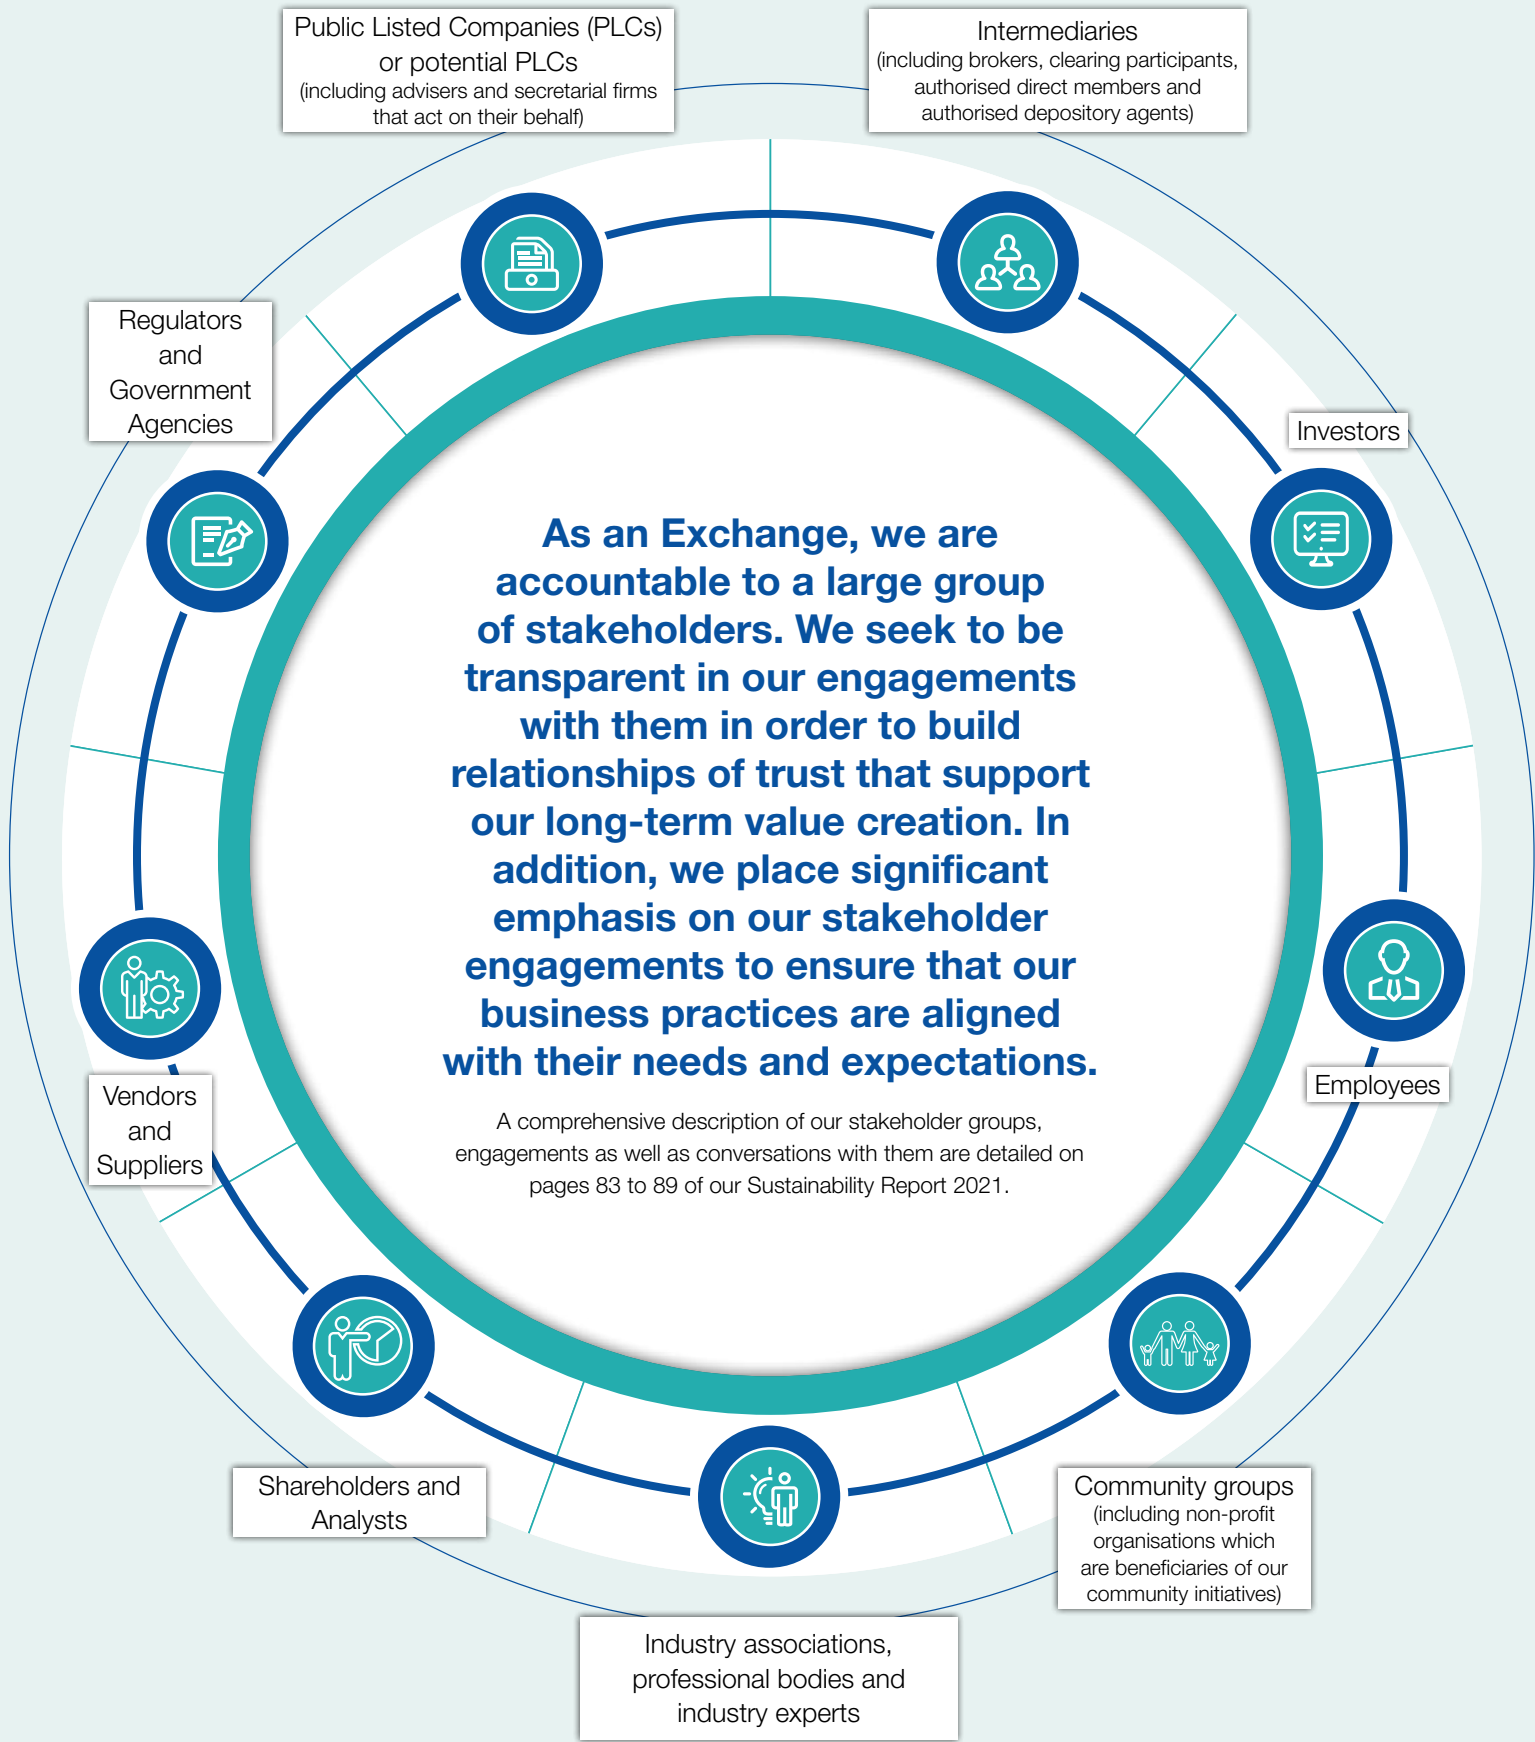 Public Listed Companies (PLCs)
or potential PLCs
(including advisers and secretarial firms
that act on their behalf)
Intermediaries
(including brokers, clearing participants,
authorised direct members and
authorised depository agents)
Regulators
and
Government
Agencies
Investors
As an Exchange, we are
accountable to a large group
of stakeholders. We seek to be
transparent in our engagements
with them in order to build
relationships of trust that support
our long-term value creation. In
addition, we place significant
emphasis on our stakeholder
engagements to ensure that our
business practices are aligned
with their needs and expectations.
A comprehensive description of our stakeholder groups,
engagements as well as conversations with them are detailed on
pages 83 to 89 of our Sustainability Report 2021.
Vendors
and
Suppliers
Employees
Shareholders and
Analysts
Community groups
(including non-profit
organisations which
are beneficiaries of our
community initiatives)
Industry associations,
professional bodies and
industry experts